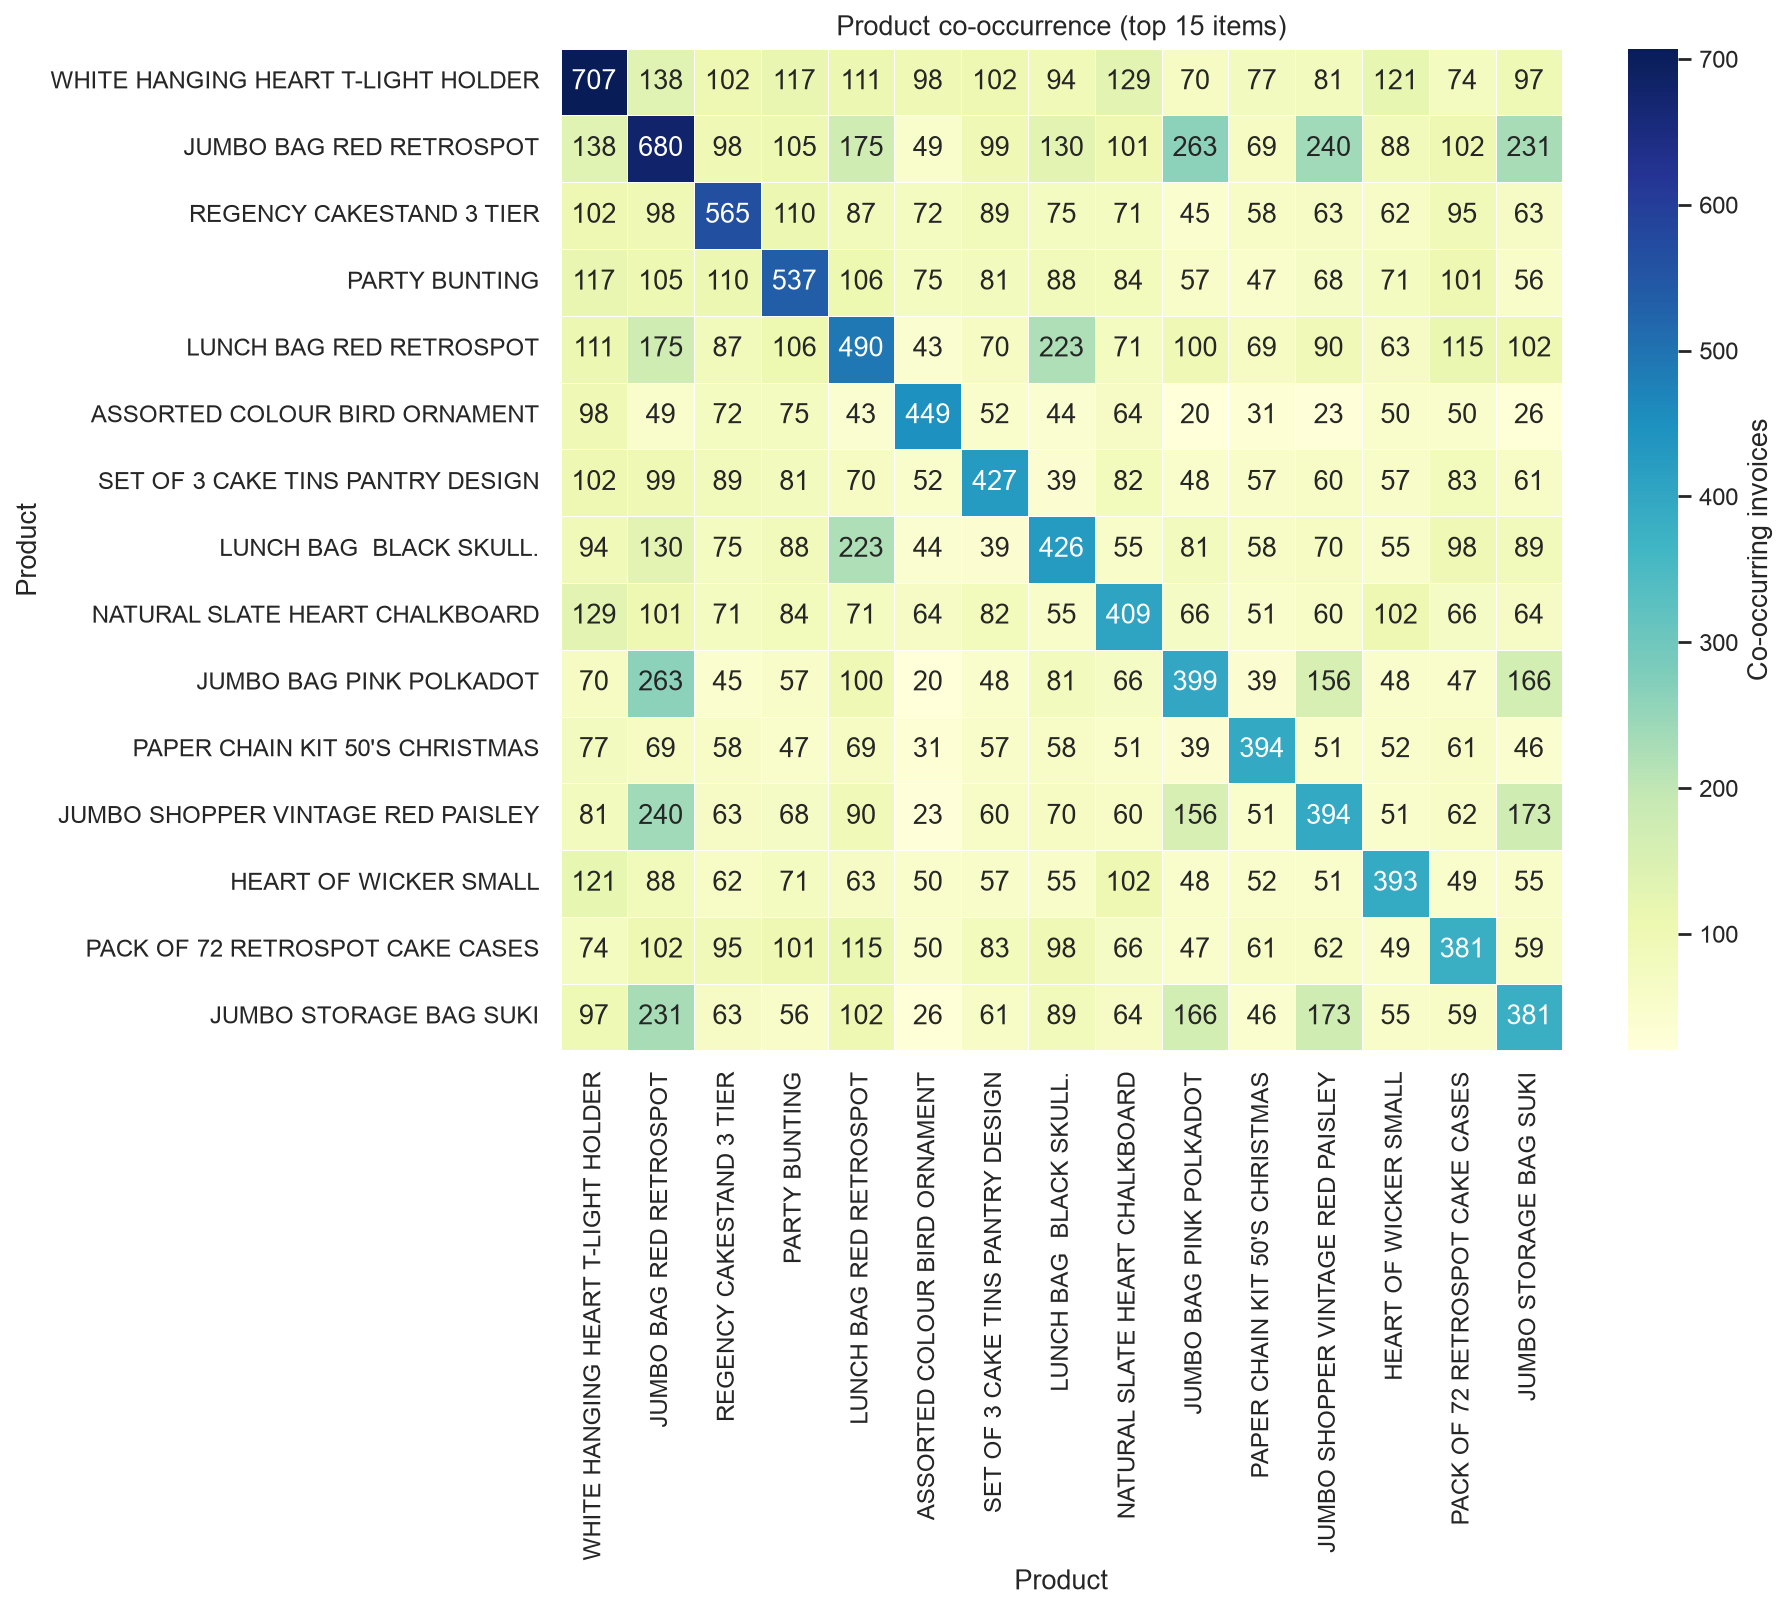 Product co-occurrence (top 15 items)
WHITE HANGING HEART T-LIGHT HOLDER 707 138 102 117 111 98 102 94 129 70 77 81 121 74 97
JUMBO BAG RED RETROSPOT 138 680 98 105 175 49 99 130 101 263 69 240 88 102 231
REGENCY CAKESTAND 3 TIER 102 98 565 110 87 72 89 75 71 45 58 63 62 95 63
PARTY BUNTING 117 105 110 537 106 75 81 88 84 57 47 68 71 101 56
LUNCH BAG RED RETROSPOT 111 175 87 106 490 43 70 223 71 100 69 90 63 115 102
ASSORTED COLOUR BIRD ORNAMENT 98 49 72 75 43 449 52 44 64 20 31 23 50 50 26
SET OF 3 CAKE TINS PANTRY DESIGN 102 99 89 81 70 52 427 39 82 48 57 60 57 83 61
LUNCH BAG  BLACK SKULL. 94 130 75 88 223 44 39 426 55 81 58 70 55 98 89
NATURAL SLATE HEART CHALKBOARD 129 101 71 84 71 64 82 55 409 66 51 60 102 66 64
JUMBO BAG PINK POLKADOT 70 263 45 57 100 20 48 81 66 399 39 156 48 47 166
PAPER CHAIN KIT 50'S CHRISTMAS 77 69 58 47 69 31 57 58 51 39 394 51 52 61 46
JUMBO SHOPPER VINTAGE RED PAISLEY 81 240 63 68 90 23 60 70 60 156 51 394 51 62 173
HEART OF WICKER SMALL 121 88 62 71 63 50 57 55 102 48 52 51 393 49 55
PACK OF 72 RETROSPOT CAKE CASES 74 102 95 101 115 50 83 98 66 47 61 62 49 381 59
JUMBO STORAGE BAG SUKI 97 231 63 56 102 26 61 89 64 166 46 173 55 59 381
Product
WHITE HANGING HEART T-LIGHT HOLDER
JUMBO BAG RED RETROSPOT
REGENCY CAKESTAND 3 TIER
PARTY BUNTING
LUNCH BAG RED RETROSPOT
ASSORTED COLOUR BIRD ORNAMENT
SET OF 3 CAKE TINS PANTRY DESIGN
LUNCH BAG  BLACK SKULL.
NATURAL SLATE HEART CHALKBOARD
JUMBO BAG PINK POLKADOT
PAPER CHAIN KIT 50'S CHRISTMAS
JUMBO SHOPPER VINTAGE RED PAISLEY
HEART OF WICKER SMALL
PACK OF 72 RETROSPOT CAKE CASES
JUMBO STORAGE BAG SUKI
Product
700
600
500
400
300
200
100
Co-occurring invoices